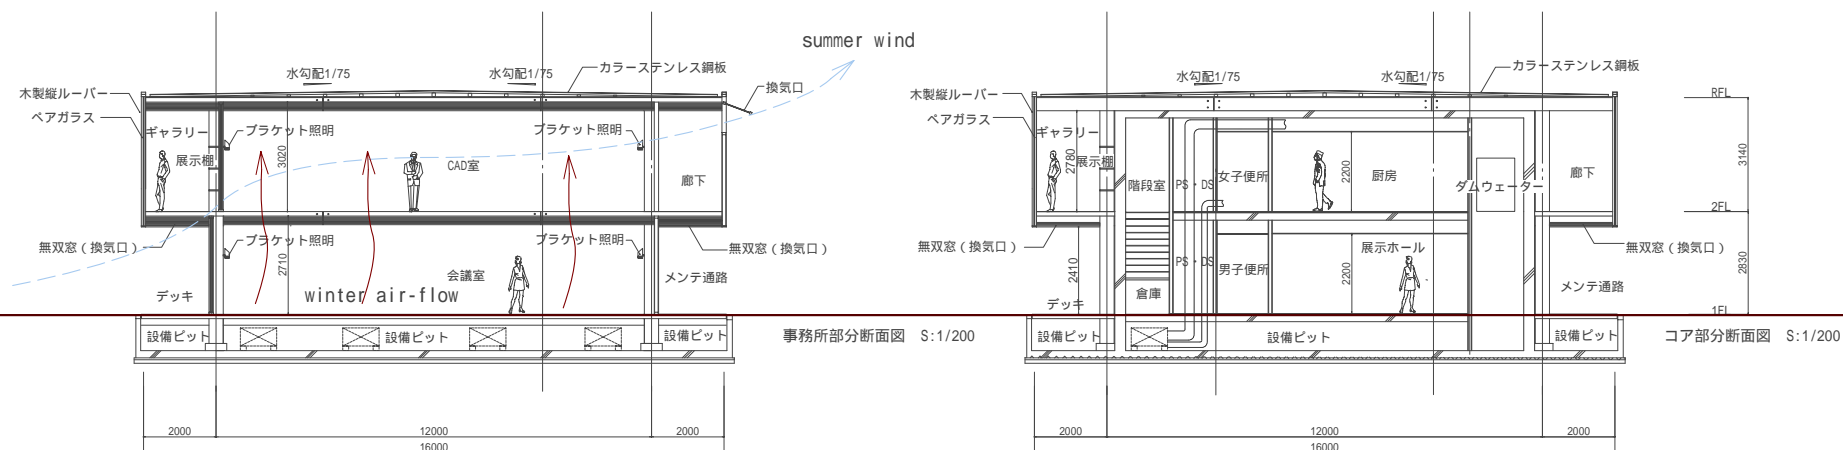 summer wind
水勾配1/75
水勾配1/75
カラーステンレス鋼板
換気口
木製縦ルーバー
ペアガラス
ギャラリー
ブラケット照明
ブラケット照明
展示棚
3020
CAD室
廊下
無双窓（換気口）
ブラケット照明
ブラケット照明
無双窓（換気口）
2710
会議室
メンテ通路
デッキ
winter air-flow
設備ピット
設備ピット
設備ピット
事務所部分断面図 S:1/200
2000
12000
2000
16000
水勾配1/75
水勾配1/75
カラーステンレス鋼板
木製縦ルーバー
ペアガラス
RFL
ギャラリー
展示棚
2780
階段室
PS・DS
女子便所
2200
厨房
ダムウェーター
廊下
3140
2FL
無双窓（換気口）
展示ホール
無双窓（換気口）
2410
PS・DS
男子便所
2200
2830
倉庫
メンテ通路
デッキ
1FL
設備ピット
設備ピット
設備ピット
コア部分断面図 S:1/200
2000
12000
2000
16000